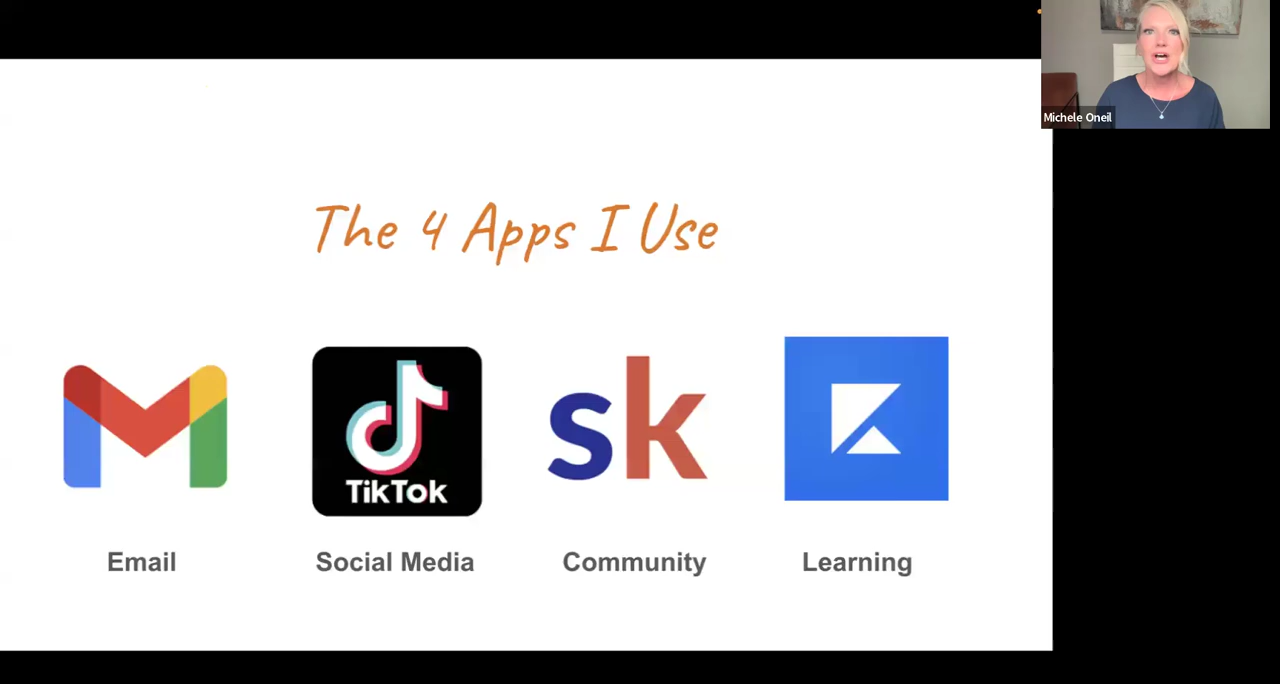 Michele Oneil
The 4 Apps I Use
TikTok
sk
Email
Social Media
Community
Learning